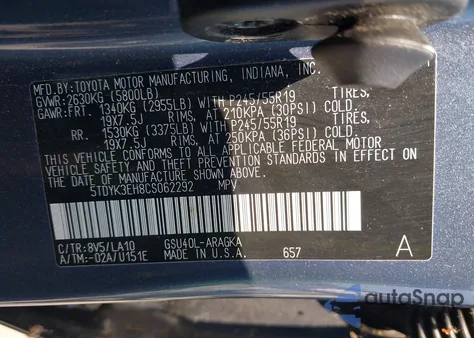 MFD.BY:TOYOTA MOTOR MANUFACTURING, INDIANA, INC.
GVWR:2630KG (5800LB)
GAWR:FRT. 1340KG (2955LB) WITH P245/55R19 TIRES,
19X7.5J RIMS, AT 210KPA (30PSI) COLD.
RR. 1530KG (3375LB) WITH P245/55R19 TIRES,
19X7.5J RIMS, AT 250KPA (36PSI) COLD.
THIS VEHICLE CONFORMS TO ALL APPLICABLE FEDERAL MOTOR
VEHICLE SAFETY AND THEFT PREVENTION STANDARDS IN EFFECT
ON THE DATE OF MANUFACTURE SHOWN ABOVE.
5TDYK3EH8CS062292 MPV
C/TR:8V5/LA10 GSU40L-ARAGKA
A/TM:-02A/U151E MADE IN U.S.A. 657 A
autoSnap